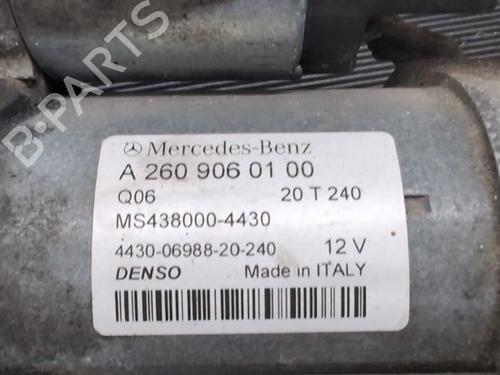 Mercedes-Benz
A 260 906 01 00
Q06 20 T 240
MS438000-4430
4430-06988-20-240 12 V
DENSO Made in ITALY
B-PARTS